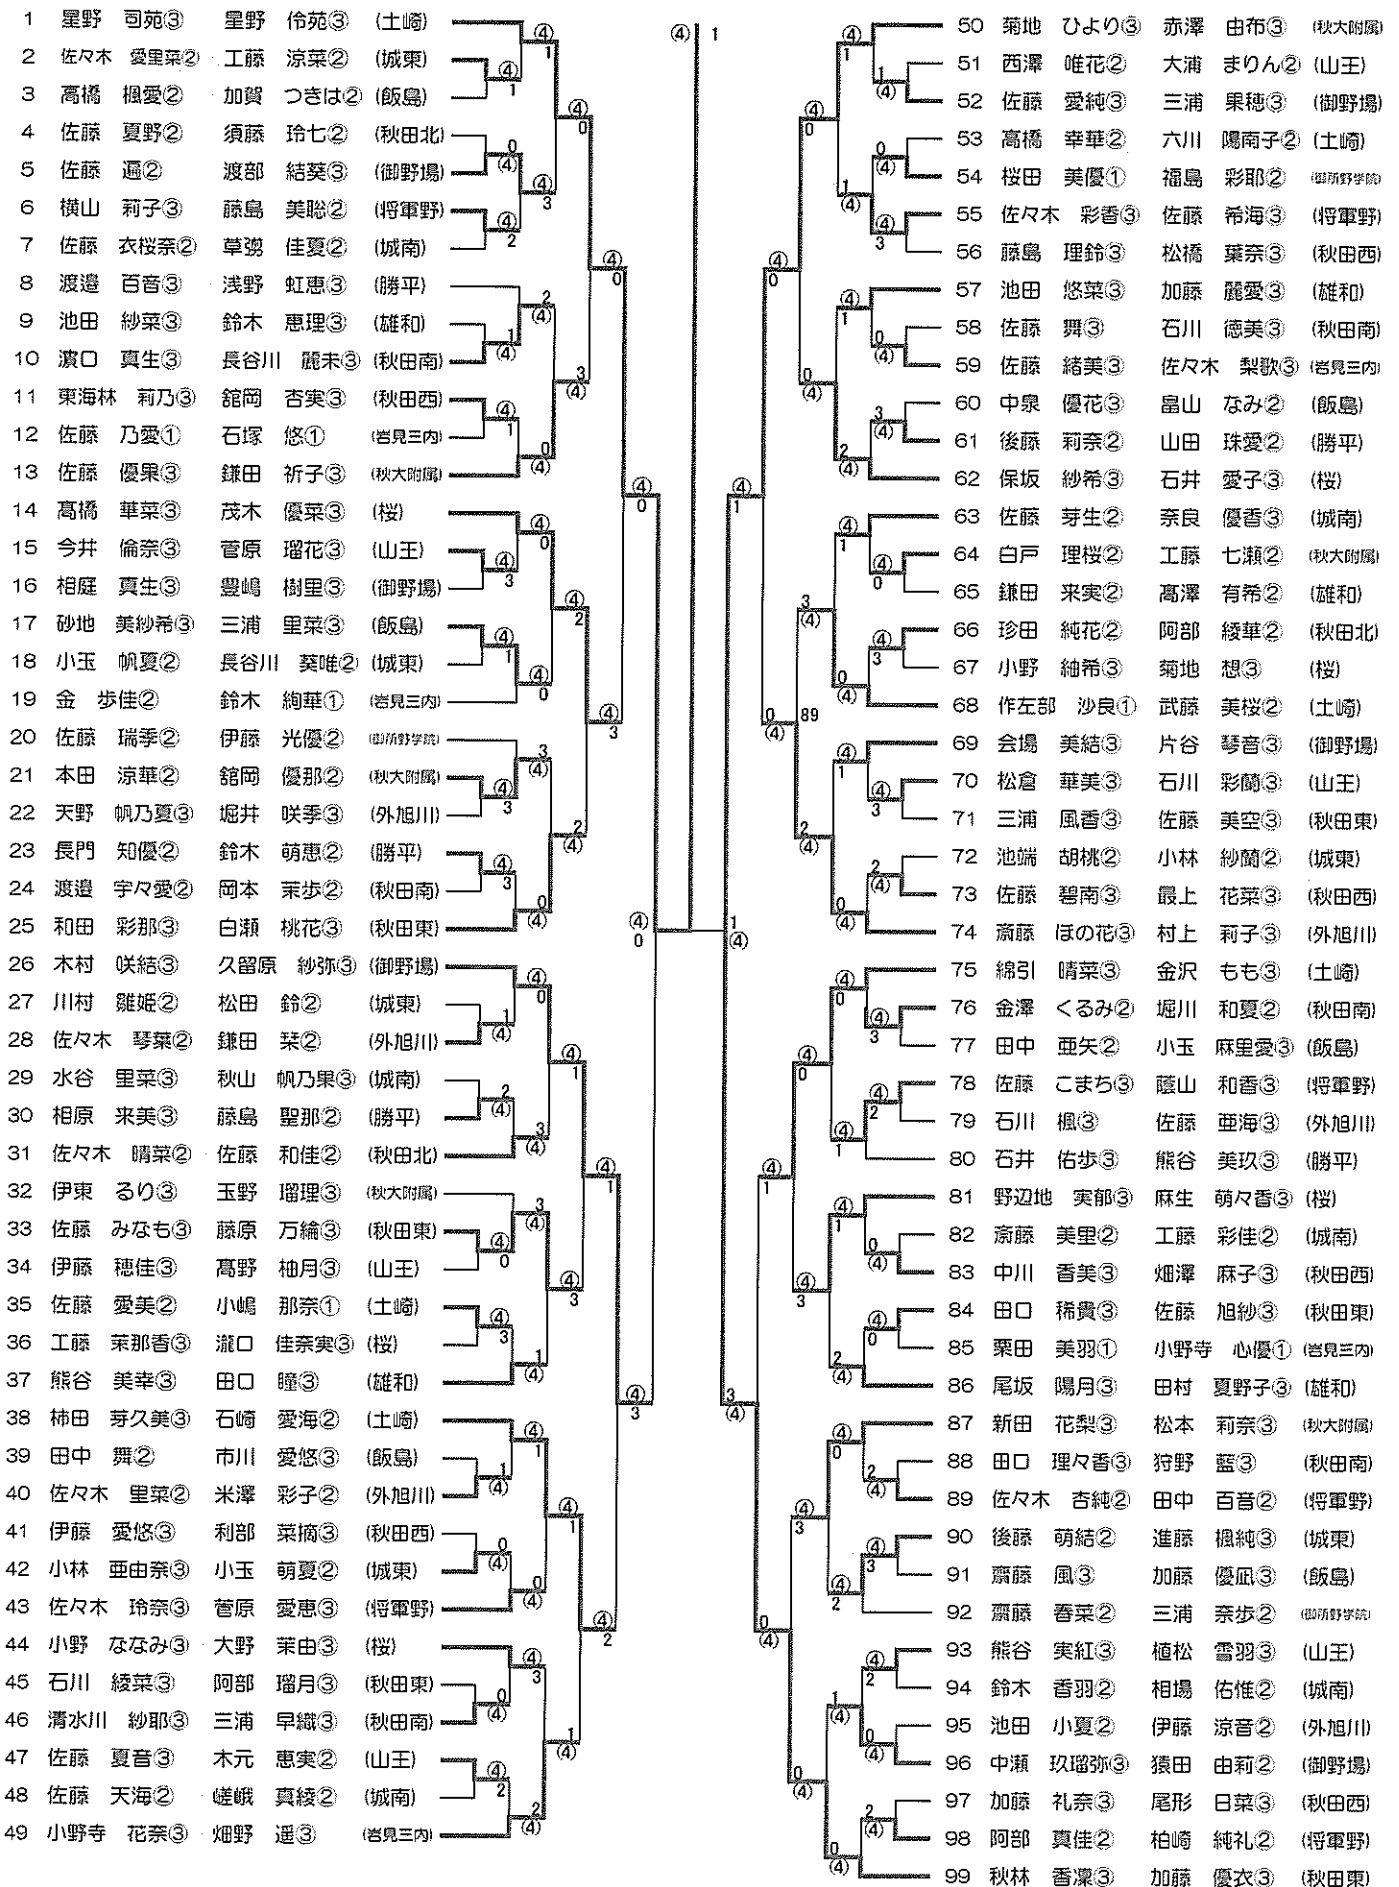 ④ 1
1 星野 司苑③ 星野 伶苑③ (土崎)
2 佐々木 愛里菜② 工藤 涼菜② (城東)
3 高橋 楓愛② 加賀 つきは② (飯島)
4 佐藤 夏野② 須藤 玲七② (秋田北)
5 佐藤 遥② 渡部 結葵③ (御野場)
6 横山 莉子③ 藤島 美聡② (将軍野)
7 佐藤 衣桜奈② 草彅 佳夏② (城南)
8 渡邉 百音③ 浅野 虹恵③ (勝平)
9 池田 紗菜③ 鈴木 恵理③ (雄和)
10 濵口 真生③ 長谷川 麗未③ (秋田南)
11 東海林 莉乃③ 舘岡 杏実③ (秋田西)
12 佐藤 乃愛① 石塚 悠① (岩見三内)
13 佐藤 優果③ 鎌田 祈子③ (秋大附属)
14 髙橋 華菜③ 茂木 優菜③ (桜)
15 今井 倫奈③ 菅原 瑠花③ (山王)
16 相庭 真生③ 豊嶋 樹里③ (御野場)
17 砂地 美紗希③ 三浦 里菜③ (飯島)
18 小玉 帆夏② 長谷川 葵唯② (城東)
19 金 歩佳② 鈴木 絢華① (岩見三内)
20 佐藤 瑞季② 伊藤 光優② (御所野学院)
21 本田 涼華② 舘岡 優那② (秋大附属)
22 天野 帆乃夏③ 堀井 咲季③ (外旭川)
23 長門 知優② 鈴木 萌恵② (勝平)
24 渡邉 宇々愛② 岡本 茉歩② (秋田南)
25 和田 彩那③ 白瀬 桃花③ (秋田東)
26 木村 咲結③ 久留原 紗弥③ (御野場)
27 川村 雛姫② 松田 鈴② (城東)
28 佐々木 琴葉② 鎌田 栞② (外旭川)
29 水谷 里菜③ 秋山 帆乃果③ (城南)
30 相原 来美③ 藤島 聖那② (勝平)
31 佐々木 晴菜② 佐藤 和佳② (秋田北)
32 伊東 るり③ 玉野 瑠理③ (秋大附属)
33 佐藤 みなも③ 藤原 万綸③ (秋田東)
34 伊藤 穂佳③ 髙野 柚月③ (山王)
35 佐藤 愛美② 小嶋 那奈① (土崎)
36 工藤 茉那香③ 瀧口 佳奈実③ (桜)
37 熊谷 美幸③ 田口 瞳③ (雄和)
38 柿田 芽久美③ 石崎 愛海② (土崎)
39 田中 舞② 市川 愛悠③ (飯島)
40 佐々木 里菜② 米澤 彩子② (外旭川)
41 伊藤 愛悠③ 利部 菜摘③ (秋田西)
42 小林 亜由奈③ 小玉 萌夏② (城東)
43 佐々木 玲奈③ 菅原 愛恵③ (将軍野)
44 小野 ななみ③ 大野 茉由③ (桜)
45 石川 綾菜③ 阿部 瑠月③ (秋田東)
46 清水川 紗耶③ 三浦 早織③ (秋田南)
47 佐藤 夏音③ 木元 恵実② (山王)
48 佐藤 天海② 嵯峨 真綾② (城南)
49 小野寺 花奈③ 畑野 遥③ (岩見三内)
50 菊地 ひより③ 赤澤 由布③ (秋大附属)
51 西澤 唯花② 大浦 まりん② (山王)
52 佐藤 愛純③ 三浦 果穂③ (御野場)
53 高橋 幸華② 六川 陽南子② (土崎)
54 桜田 美優① 福島 彩耶② (御所野学院)
55 佐々木 彩香③ 佐藤 希海③ (将軍野)
56 藤島 理鈴③ 松橋 葉奈③ (秋田西)
57 池田 悠菜③ 加藤 麗愛③ (雄和)
58 佐藤 舞③ 石川 徳美③ (秋田南)
59 佐藤 緒美③ 佐々木 梨歌③ (岩見三内)
60 中泉 優花③ 畠山 なみ② (飯島)
61 後藤 莉奈② 山田 珠愛② (勝平)
62 保坂 紗希③ 石井 愛子③ (桜)
63 佐藤 芽生② 奈良 優香③ (城南)
64 白戸 理桜② 工藤 七瀬② (秋大附属)
65 鎌田 来実② 髙澤 有希② (雄和)
66 珍田 純花② 阿部 綾華② (秋田北)
67 小野 紬希③ 菊地 想③ (桜)
68 作左部 沙良① 武藤 美桜② (土崎)
89
69 会場 美結③ 片谷 琴音③ (御野場)
70 松倉 華美③ 石川 彩蘭③ (山王)
71 三浦 風香③ 佐藤 美空③ (秋田東)
72 池端 胡桃② 小林 紗蘭② (城東)
73 佐藤 碧南③ 最上 花菜③ (秋田西)
74 斎藤 ほの花③ 村上 莉子③ (外旭川)
75 綿引 晴菜③ 金沢 もも③ (土崎)
76 金澤 くるみ② 堀川 和夏② (秋田南)
77 田中 亜矢② 小玉 麻里愛③ (飯島)
78 佐藤 こまち③ 蔭山 和香③ (将軍野)
79 石川 楓③ 佐藤 亜海③ (外旭川)
80 石井 佑歩③ 熊谷 美玖③ (勝平)
81 野辺地 実郁③ 麻生 萌々香③ (桜)
82 斎藤 美里② 工藤 彩佳② (城南)
83 中川 香美③ 畑澤 麻子③ (秋田西)
84 田口 稀貴③ 佐藤 旭紗③ (秋田東)
85 栗田 美羽① 小野寺 心優① (岩見三内)
86 尾坂 陽月③ 田村 夏野子③ (雄和)
87 新田 花梨③ 松本 莉奈③ (秋大附属)
88 田口 理々香③ 狩野 藍③ (秋田南)
89 佐々木 杏純② 田中 百音② (将軍野)
90 後藤 萌結② 進藤 楓純③ (城東)
91 齋藤 風③ 加藤 優凪③ (飯島)
92 齋藤 春菜② 三浦 奈歩② (御所野学院)
93 熊谷 実紅③ 植松 雪羽③ (山王)
94 鈴木 香羽② 相場 佑惟② (城南)
95 池田 小夏② 伊藤 涼音② (外旭川)
96 中瀬 玖瑠弥③ 猿田 由莉② (御野場)
97 加藤 礼奈③ 尾形 日菜③ (秋田西)
98 阿部 真佳② 柏崎 純礼② (将軍野)
99 秋林 香凜③ 加藤 優衣③ (秋田東)